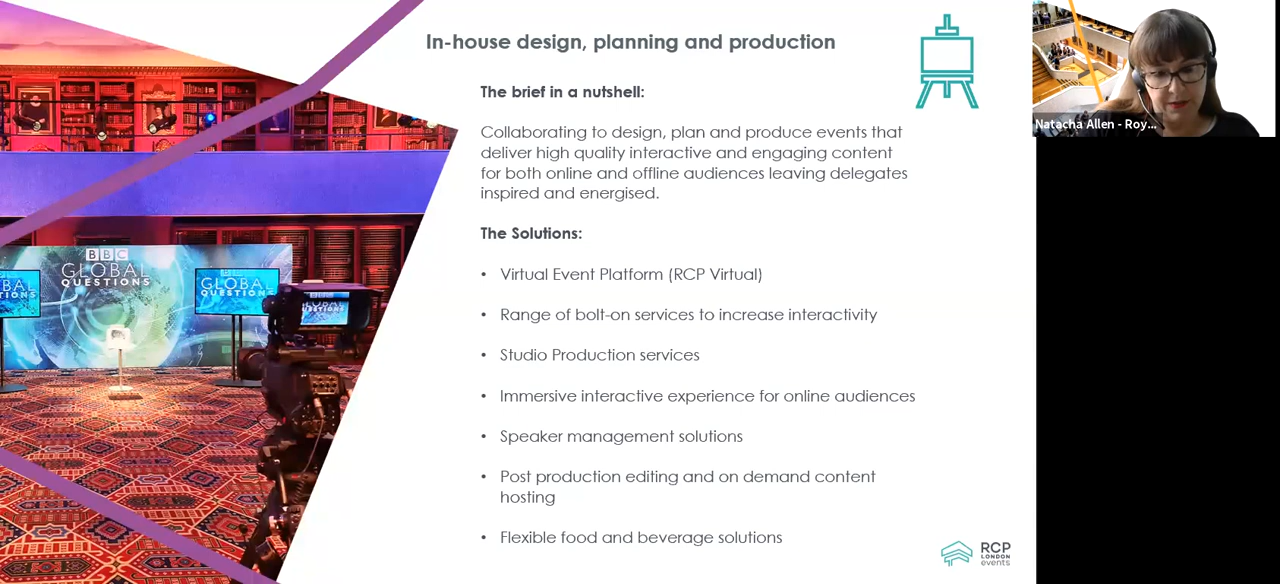 In-house design, planning and production
The brief in a nutshell:
Collaborating to design, plan and produce events that
deliver high quality interactive and engaging content
for both online and offline audiences leaving delegates
inspired and energised.
The Solutions:
• Virtual Event Platform (RCP Virtual)
• Range of bolt-on services to increase interactivity
• Studio Production services
• Immersive interactive experience for online audiences
• Speaker management solutions
• Post production editing and on demand content
hosting
• Flexible food and beverage solutions
BBC
GLOBAL
QUESTIONS
GLOBAL
QUESTIONS
Natacha Allen - Roy...
RCP
LONDON
events